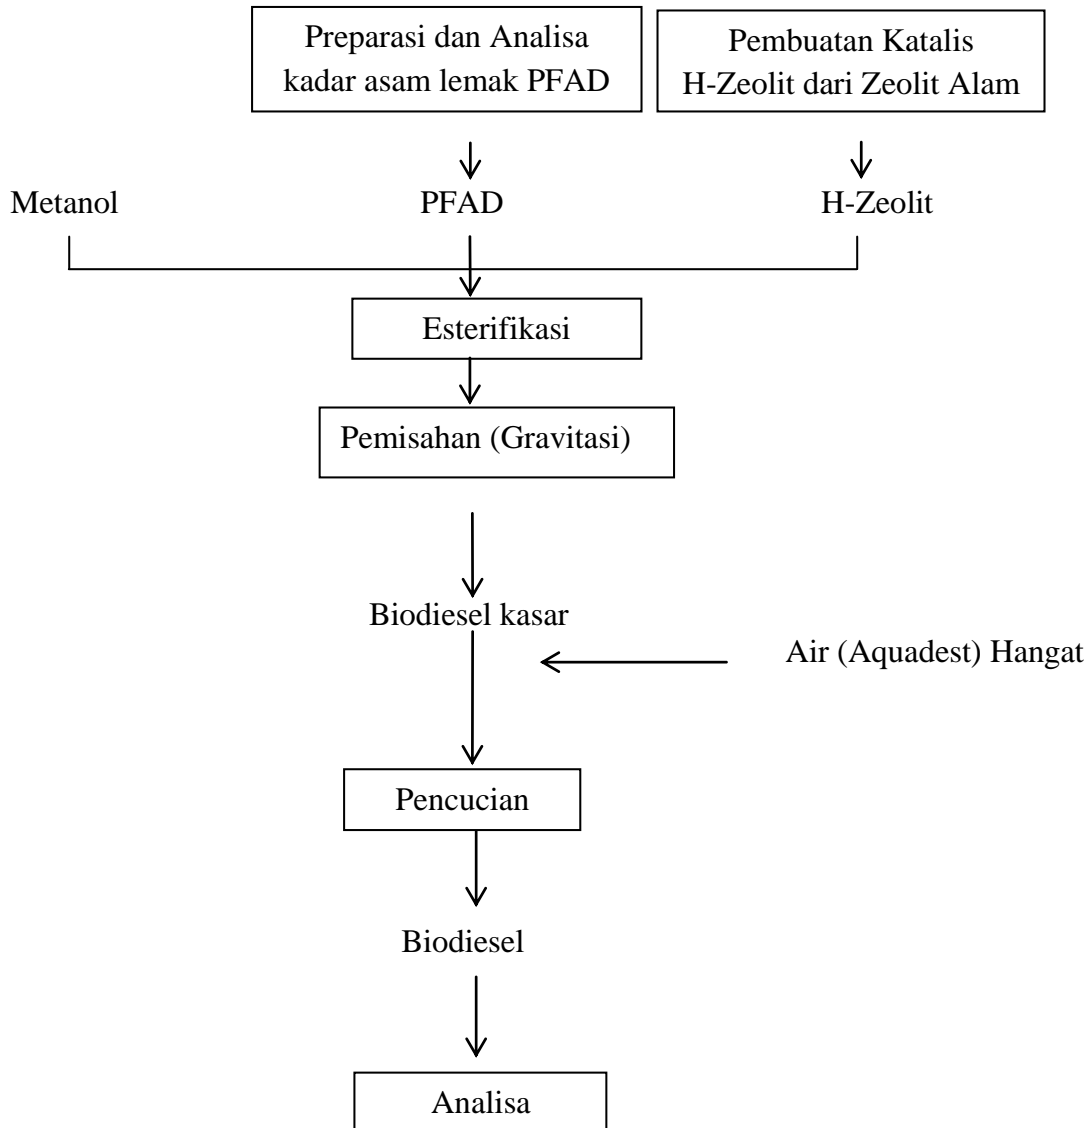 Preparasi dan Analisa
kadar asam lemak PFAD
Pembuatan Katalis
H-Zeolit dari Zeolit Alam
Metanol
PFAD
H-Zeolit
Esterifikasi
Pemisahan (Gravitasi)
Biodiesel kasar
Air (Aquadest) Hangat
Pencucian
Biodiesel
Analisa